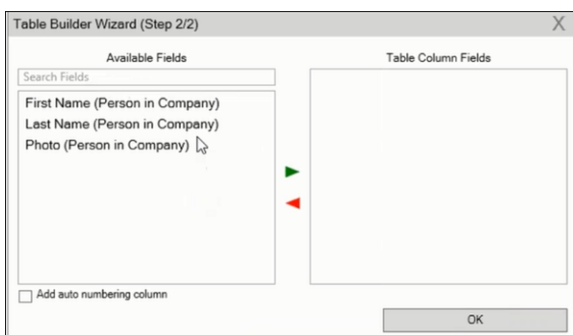 Table Builder Wizard (Step 2/2)
X
Available Fields
Table Column Fields
Search Fields
First Name (Person in Company)
Last Name (Person in Company)
Photo (Person in Company)
Add auto numbering column
OK